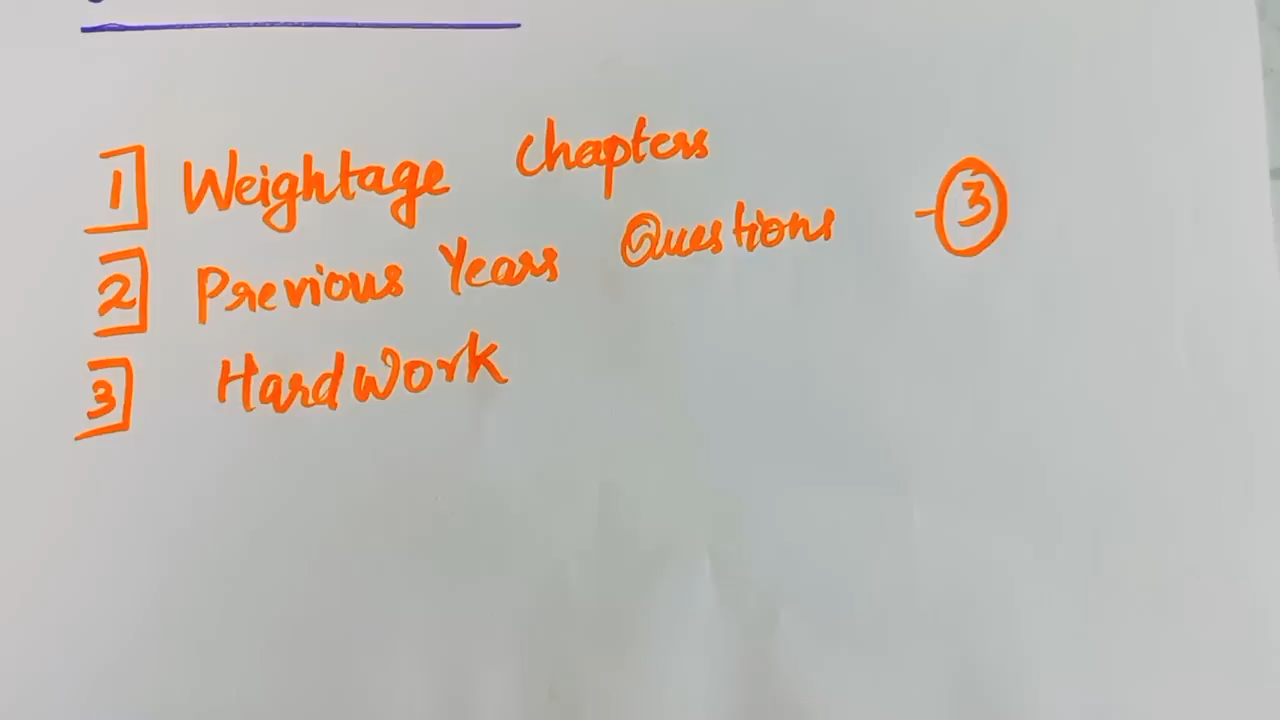 1] Weightage Chapters
2] Previous Years Questions - 3
3] HardWork